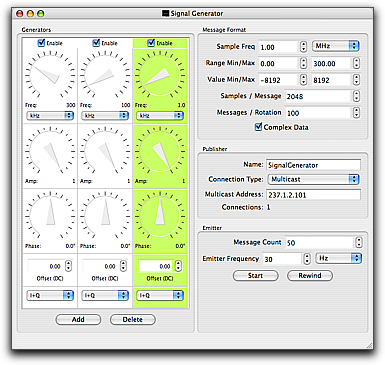 Signal Generator
Generators
Enable Enable Enable
Freq: 300 Freq: 100 Freq: 1.0
kHz kHz kHz
Amp: 1 Amp: 1 Amp: 1
Phase: 0.0° Phase: 0.0° Phase: 0.0°
0.00 0.00 0.00
Offset (DC) Offset (DC) Offset (DC)
I+Q I+Q I+Q
Add Delete
Message Format
Sample Freq 1.00 MHz
Range Min/Max 0.00 300.00
Value Min/Max -8192 8192
Samples / Message 2048
Messages / Rotation 100
Complex Data
Publisher
Name: SignalGenerator
Connection Type: Multicast
Multicast Address: 237.1.2.101
Connections: 1
Emitter
Message Count 50
Emitter Frequency 30 Hz
Start Rewind